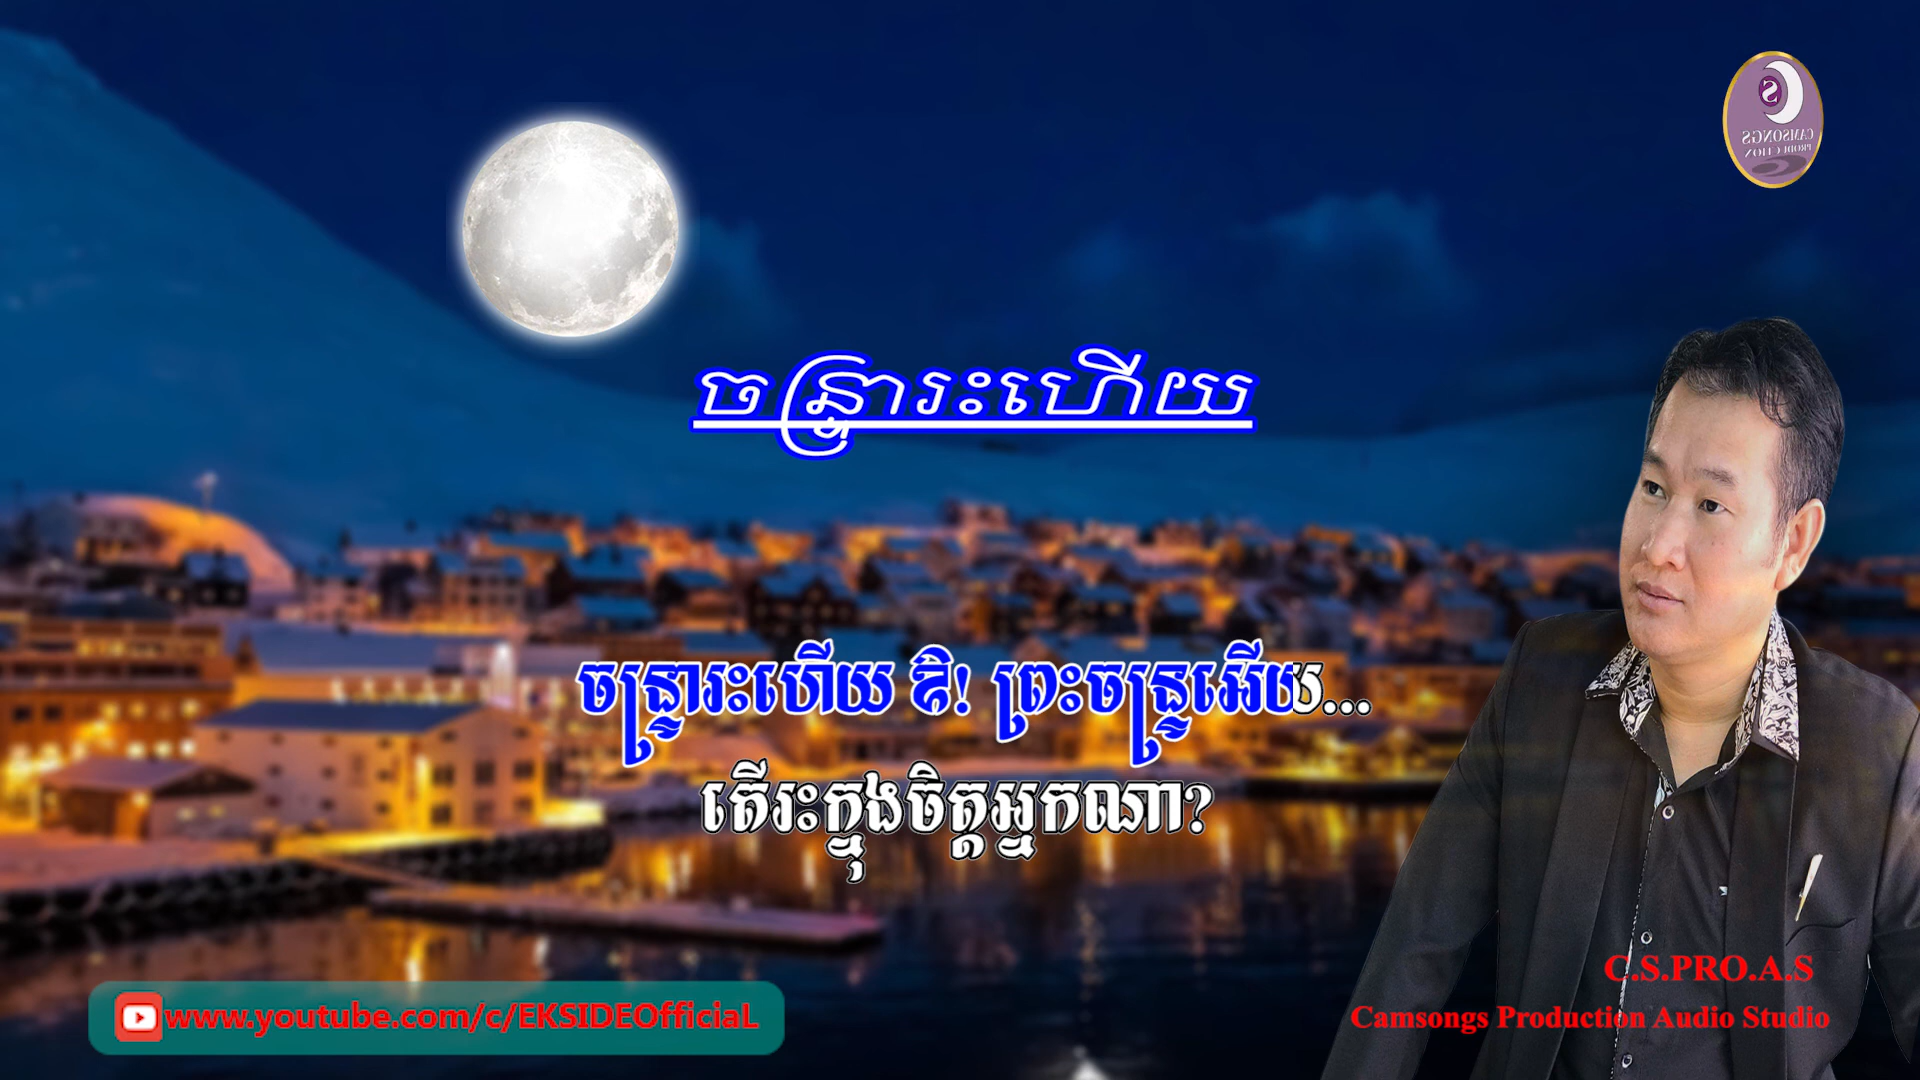 S
CAMSONGS
PRODUCTION
ចន្ទ្រារះហើយ
ចន្ទ្រារះហើយ ឱ! ព្រះចន្ទ្រអើយ...
តើរះក្នុងចិត្តអ្នកណា?
C.S.PRO.A.S
www.youtube.com/c/EKSIDEOfficiaL
Camsongs Production Audio Studio